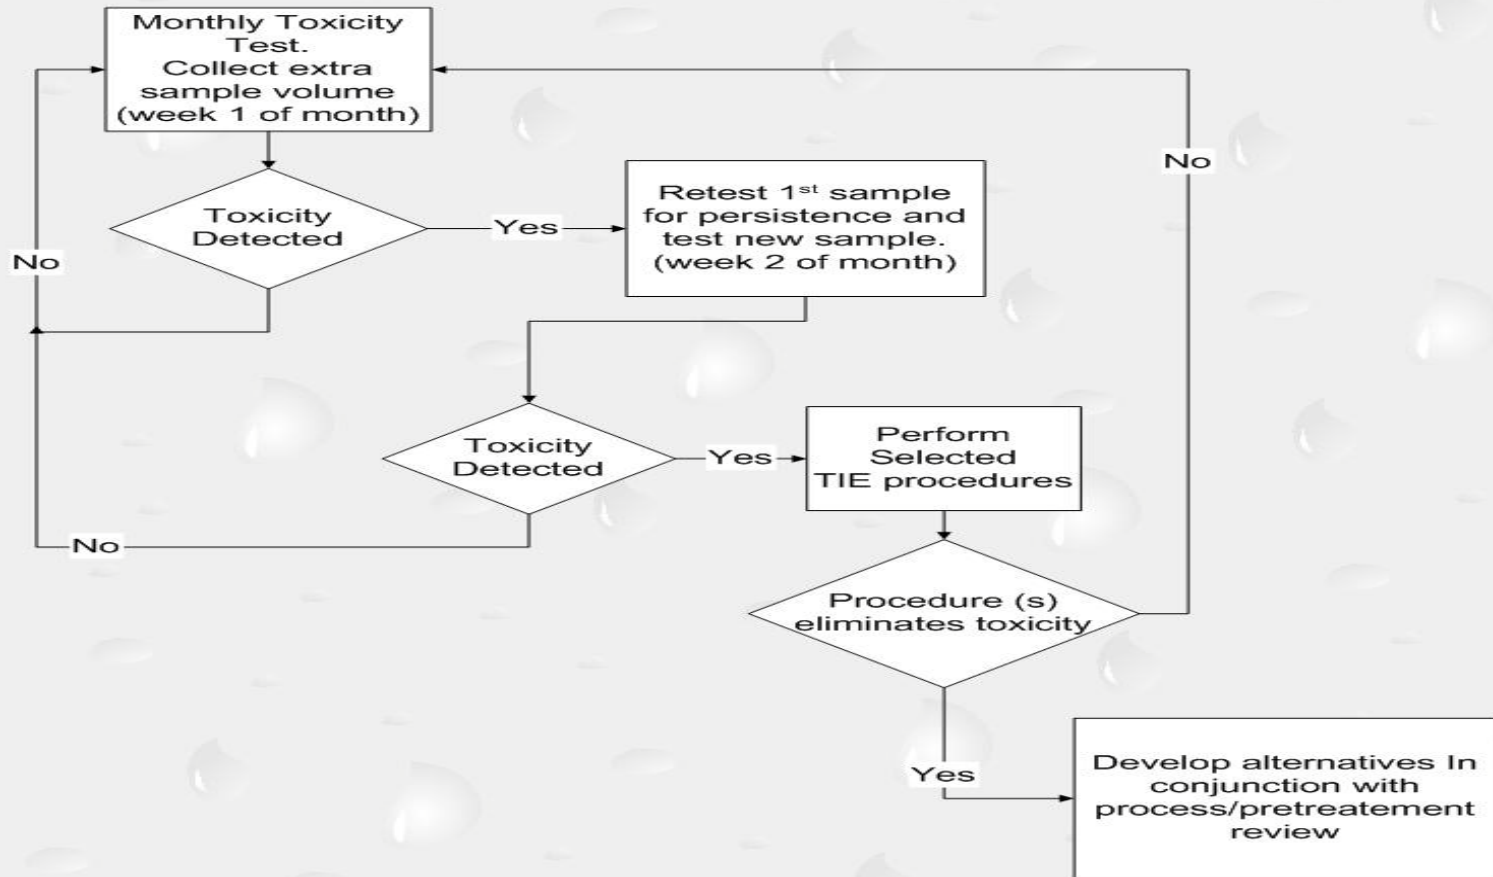 Monthly Toxicity
Test.
Collect extra
sample volume
(week 1 of month)
No
Toxicity
Detected
Yes
Retest 1st sample
for persistence and
test new sample.
(week 2 of month)
No
Toxicity
Detected
Yes
Perform
Selected
TIE procedures
No
Procedure (s)
eliminates toxicity
Yes
Develop alternatives In
conjunction with
process/pretreatement
review